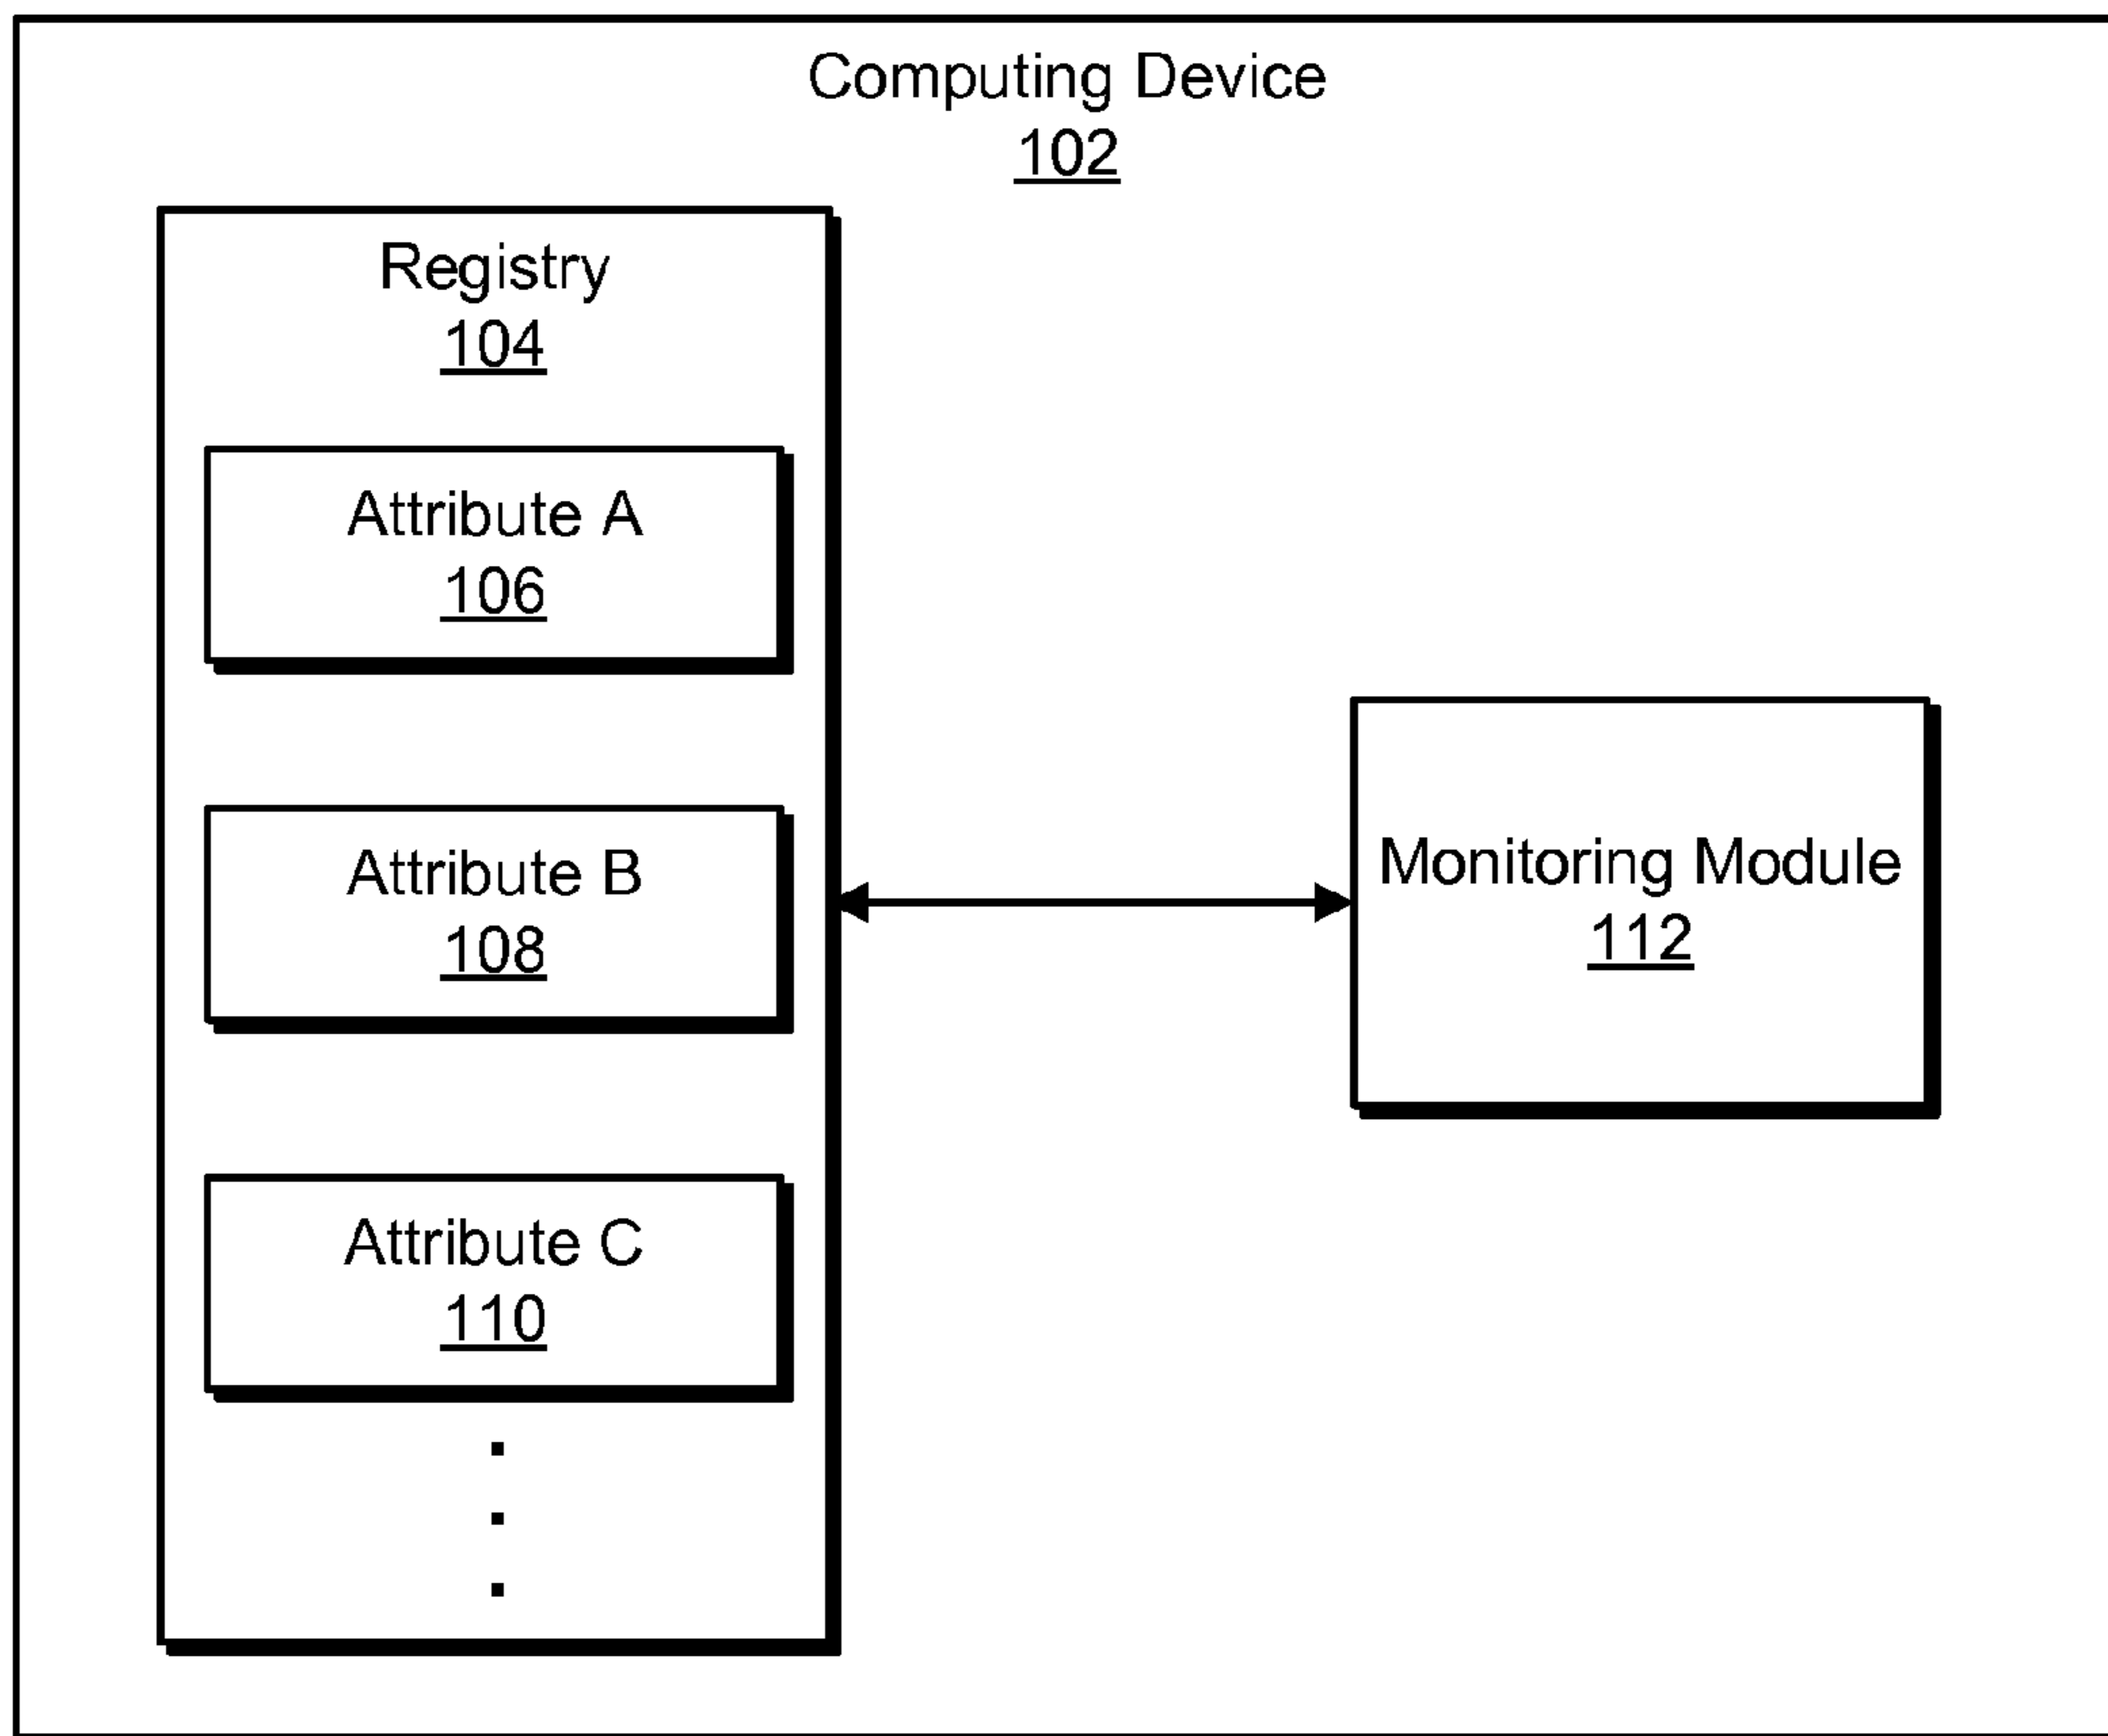 Computing Device
102
Registry
104
Attribute A
106
Attribute B
108
Attribute C
110
Monitoring Module
112